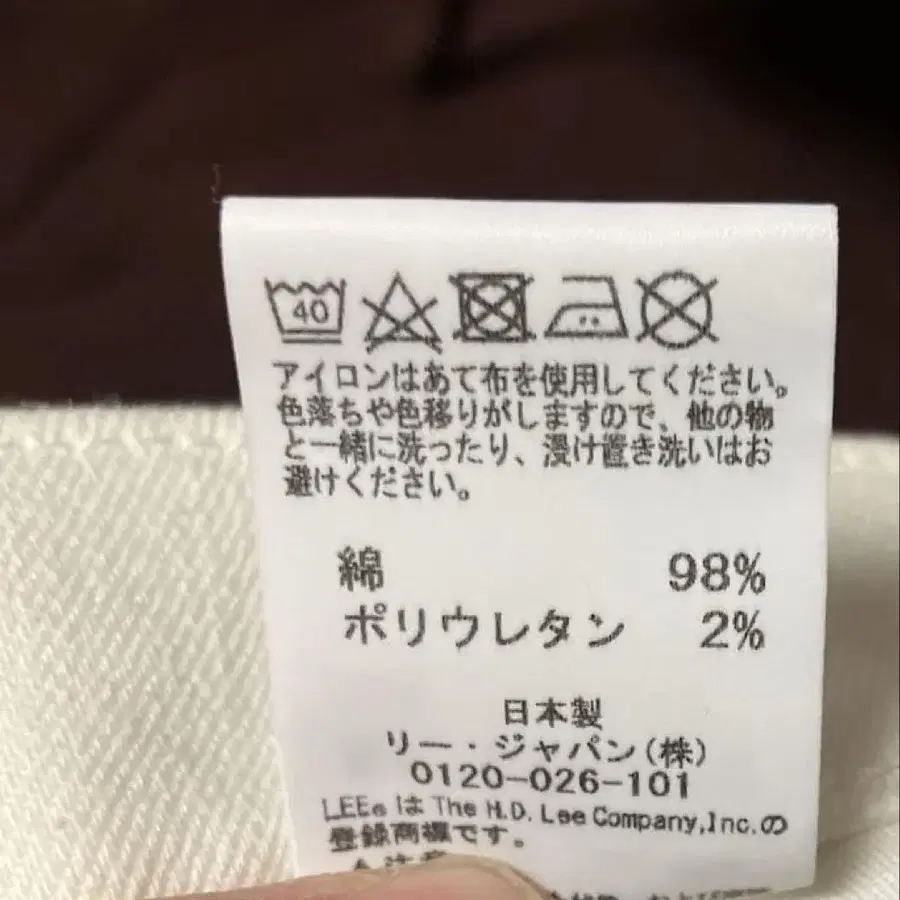 40
アイロンはあて布を使用してください。
色落ちや色移りがしますので、他の物
と一緒に洗ったり、浸け置き洗いはお
避けください。
綿 98%
ポリウレタン 2%
日本製
リー・ジャパン(株)
0120-026-101
LEE®は The H.D. Lee Company,Inc.の
登録商標です。